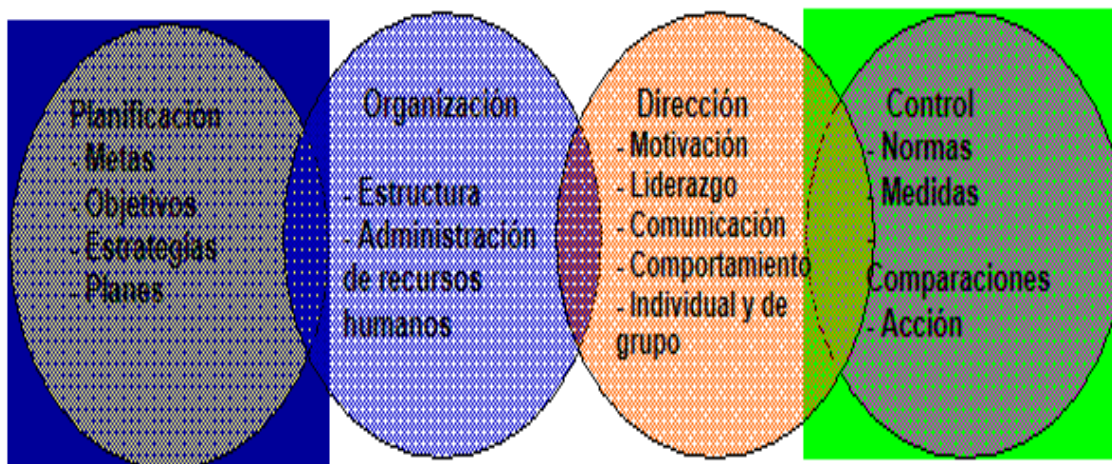 Planificación
- Metas
- Objetivos
- Estrategías
- Planes
Organización
- Estructura
- Administración
de recursos
humanos
Dirección
- Motivación
- Liderazgo
- Comunicación
- Comportamiento
- Individual y de
grupo
Control
- Normas
Medidas
Comparaciones
- Acción